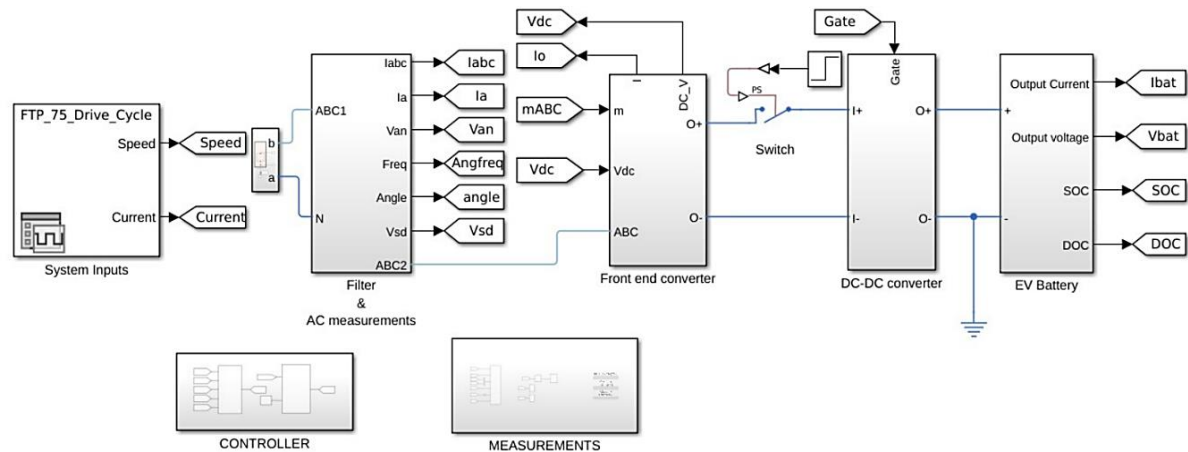 FTP_75_Drive_Cycle
Speed
Speed
Current
Current
System Inputs
b
a
ABC1
N
Iabc
Ia
Van
Freq
Angle
Vsd
ABC2
Iabc
Ia
Van
Angfreq
angle
Vsd
Filter
&
AC measurements
Vdc
Io
mABC
Vdc
I
DC_V
m
Vdc
ABC
O+
O-
Front end converter
PS
Switch
Gate
Gate
I+
I-
O+
O-
DC-DC converter
Output Current
+
Output voltage
SOC
-
DOC
EV Battery
Ibat
Vbat
SOC
DOC
CONTROLLER
MEASUREMENTS